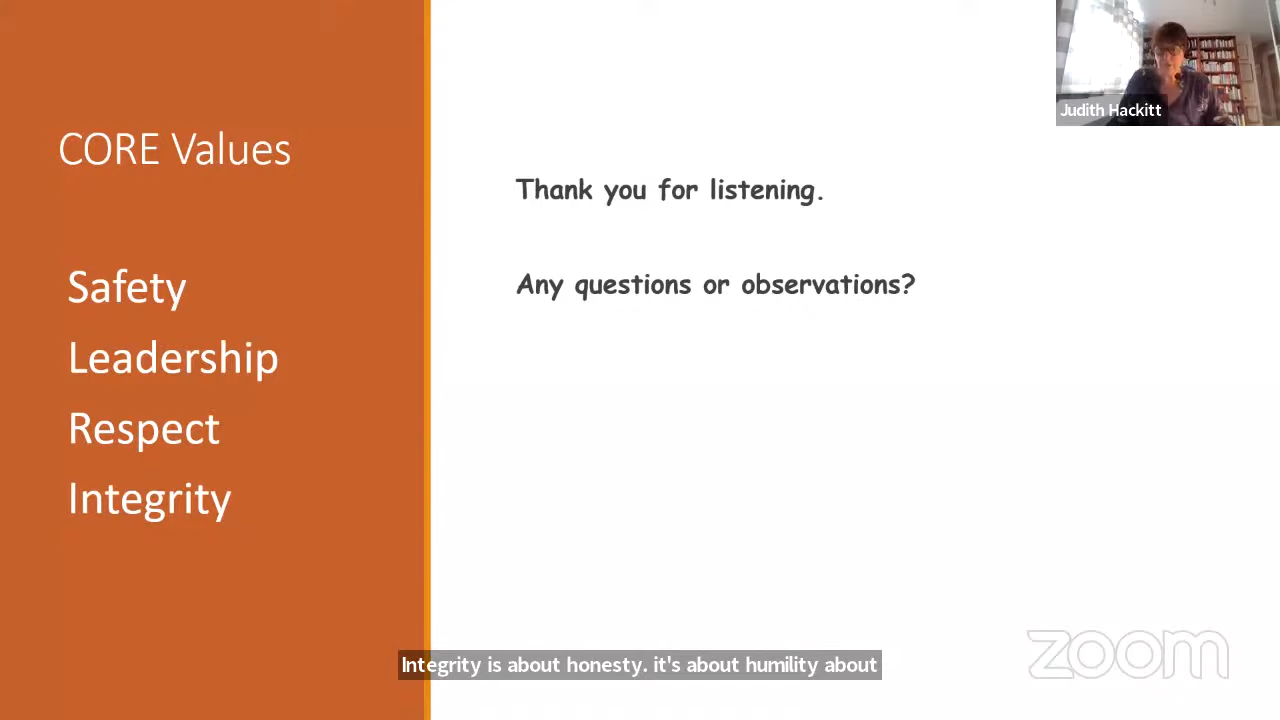 CORE Values
Safety
Leadership
Respect
Integrity
Thank you for listening.
Any questions or observations?
Judith Hackitt
Integrity is about honesty. it's about humility about
zoom